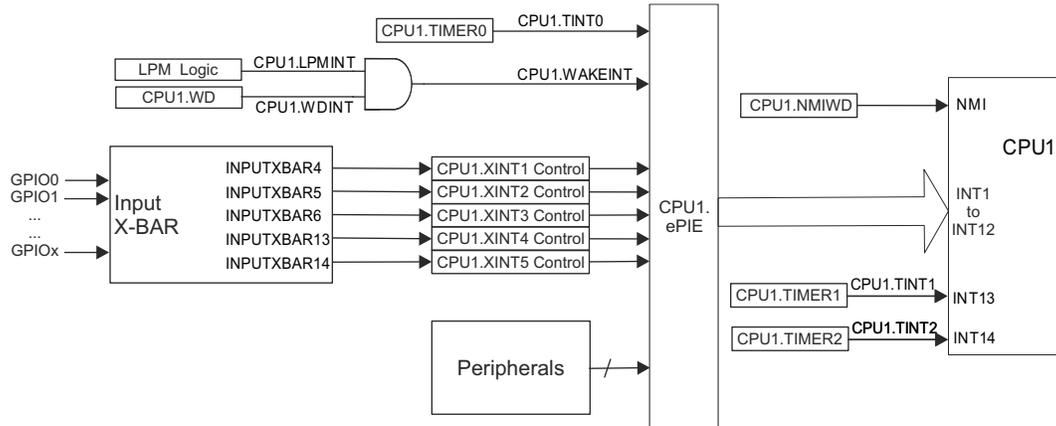 CPU1.TINT0
CPU1.TIMER0
CPU1.LPMINT
LPM Logic
CPU1.WAKEINT
CPU1.WD
CPU1.WDINT
CPU1.NMIWD
NMI
CPU1
INPUTXBAR4
CPU1.XINT1 Control
GPIO0
GPIO1
...
...
GPIOx
Input
X-BAR
INPUTXBAR5
CPU1.XINT2 Control
INPUTXBAR6
CPU1.XINT3 Control
INPUTXBAR13
CPU1.XINT4 Control
INPUTXBAR14
CPU1.XINT5 Control
CPU1.
ePIE
INT1
to
INT12
CPU1.TINT1
CPU1.TIMER1
INT13
CPU1.TINT2
CPU1.TIMER2
INT14
Peripherals